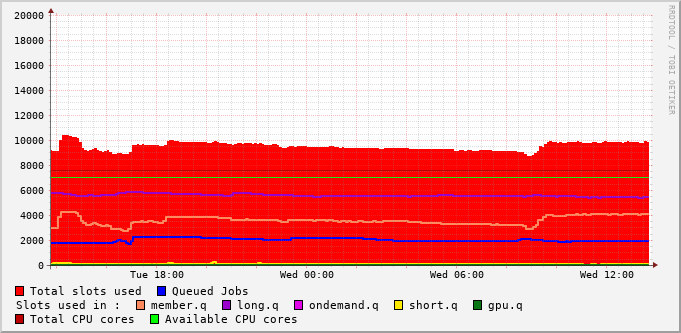 RRDTOOL / TOBI OETIKER
20000
18000
16000
14000
12000
10000
8000
6000
4000
2000
0
Tue 18:00 Wed 00:00 Wed 06:00 Wed 12:00
Total slots used Queued Jobs
Slots used in : member.q long.q ondemand.q short.q gpu.q
Total CPU cores Available CPU cores